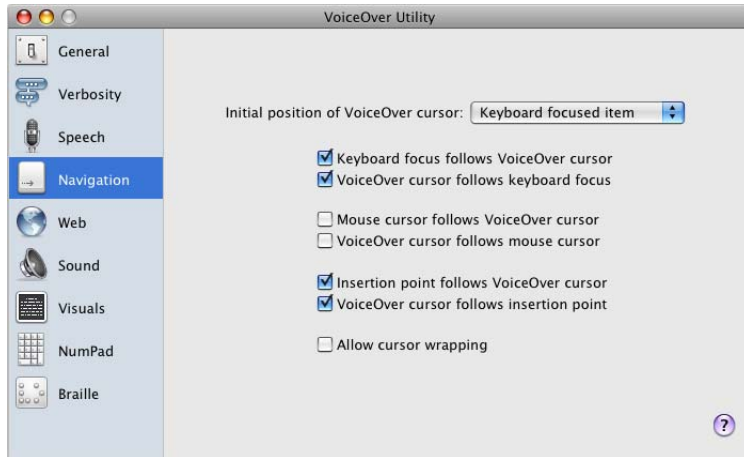 VoiceOver Utility
General
Verbosity
Speech
Navigation
Web
Sound
Visuals
NumPad
Braille
Initial position of VoiceOver cursor: Keyboard focused item
Keyboard focus follows VoiceOver cursor
VoiceOver cursor follows keyboard focus
Mouse cursor follows VoiceOver cursor
VoiceOver cursor follows mouse cursor
Insertion point follows VoiceOver cursor
VoiceOver cursor follows insertion point
Allow cursor wrapping
?